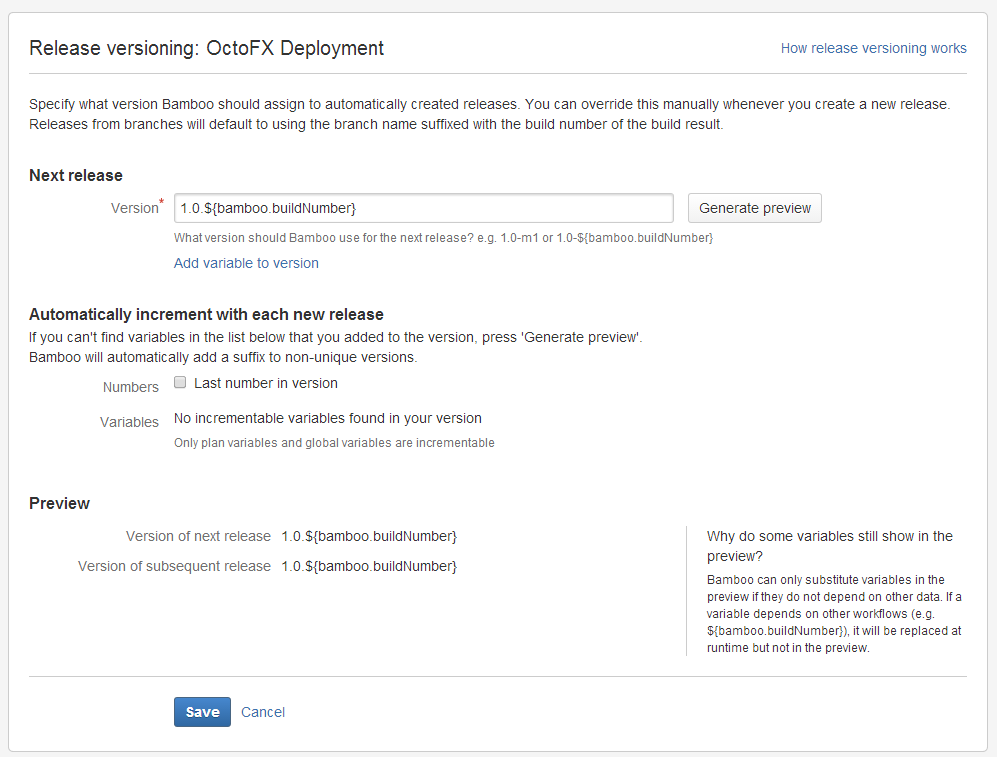 Release versioning: OctoFX Deployment
How release versioning works
Specify what version Bamboo should assign to automatically created releases. You can override this manually whenever you create a new release.
Releases from branches will default to using the branch name suffixed with the build number of the build result.
Next release
Version*
1.0.${bamboo.buildNumber}
Generate preview
What version should Bamboo use for the next release? e.g. 1.0-m1 or 1.0-${bamboo.buildNumber}
Add variable to version
Automatically increment with each new release
If you can't find variables in the list below that you added to the version, press 'Generate preview'.
Bamboo will automatically add a suffix to non-unique versions.
Numbers
Last number in version
Variables
No incrementable variables found in your version
Only plan variables and global variables are incrementable
Preview
Version of next release 1.0.${bamboo.buildNumber}
Version of subsequent release 1.0.${bamboo.buildNumber}
Why do some variables still show in the
preview?
Bamboo can only substitute variables in the
preview if they do not depend on other data. If a
variable depends on other workflows (e.g.
${bamboo.buildNumber}), it will be replaced at
runtime but not in the preview.
Save
Cancel